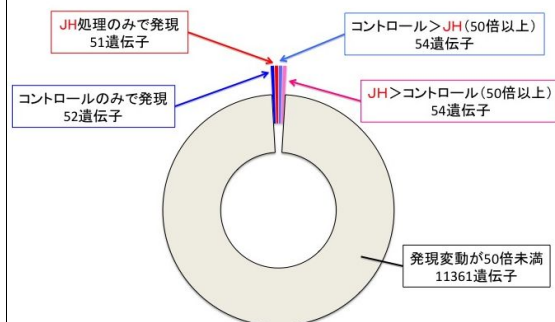 JH処理のみで発現
51遺伝子
コントロール＞JH（50倍以上）
54遺伝子
コントロールのみで発現
52遺伝子
JH＞コントロール（50倍以上）
54遺伝子
発現変動が50倍未満
11361遺伝子